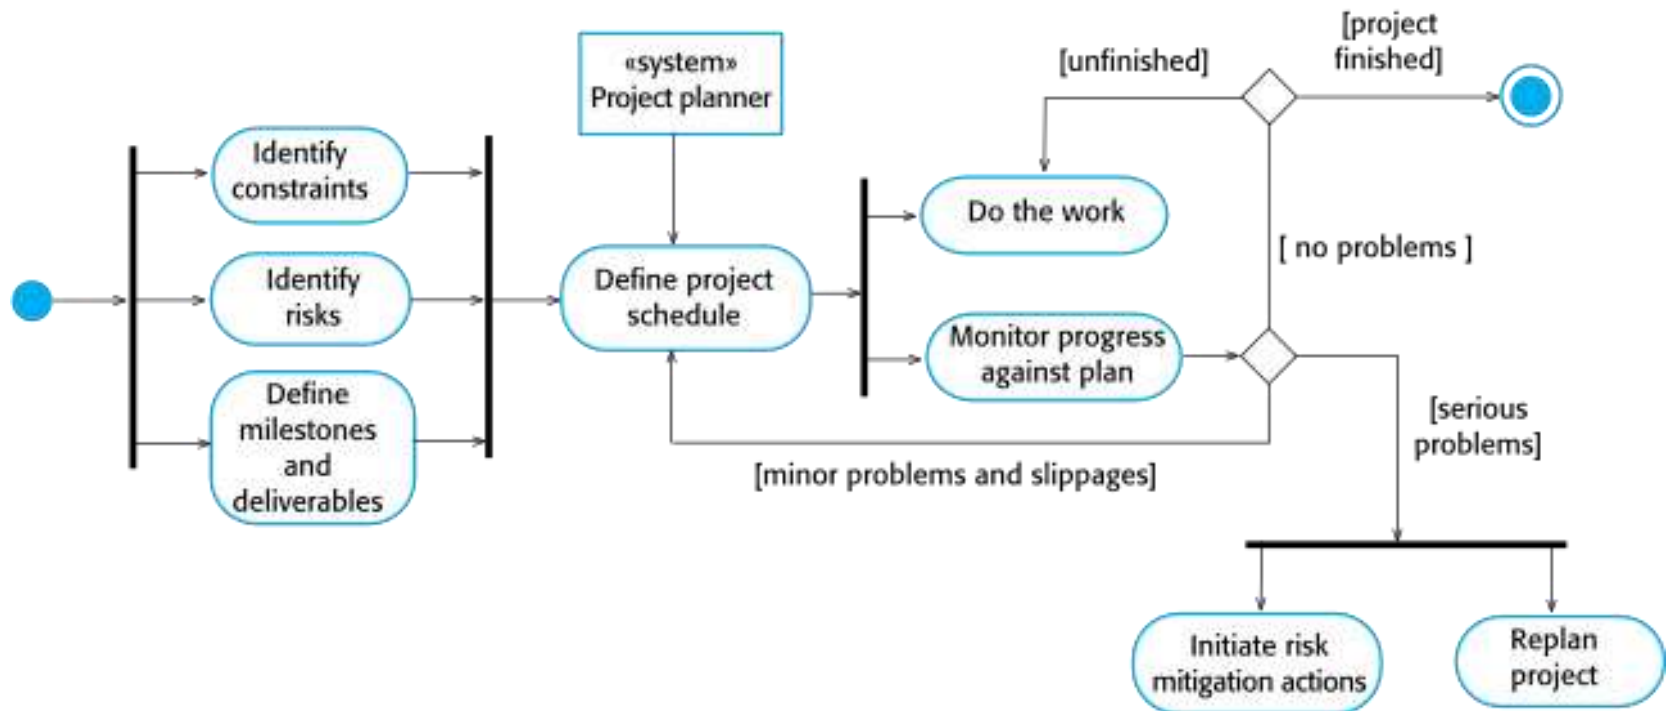 «system»
Project planner
Identify
constraints
Identify
risks
Define
milestones
and
deliverables
Define project
schedule
[unfinished]
[project
finished]
Do the work
[ no problems ]
Monitor progress
against plan
[minor problems and slippages]
[serious
problems]
Initiate risk
mitigation actions
Replan
project